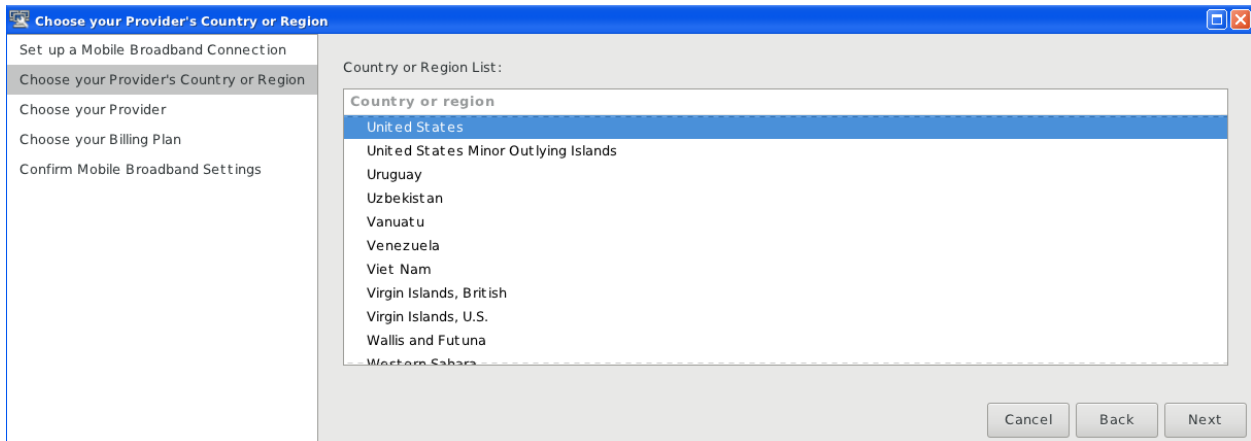 Choose your Provider's Country or Region
Set up a Mobile Broadband Connection
Choose your Provider's Country or Region
Choose your Provider
Choose your Billing Plan
Confirm Mobile Broadband Settings
Country or Region List:
Country or region
United States
United States Minor Outlying Islands
Uruguay
Uzbekistan
Vanuatu
Venezuela
Viet Nam
Virgin Islands, British
Virgin Islands, U.S.
Wallis and Futuna
Western Sahara
Cancel Back Next